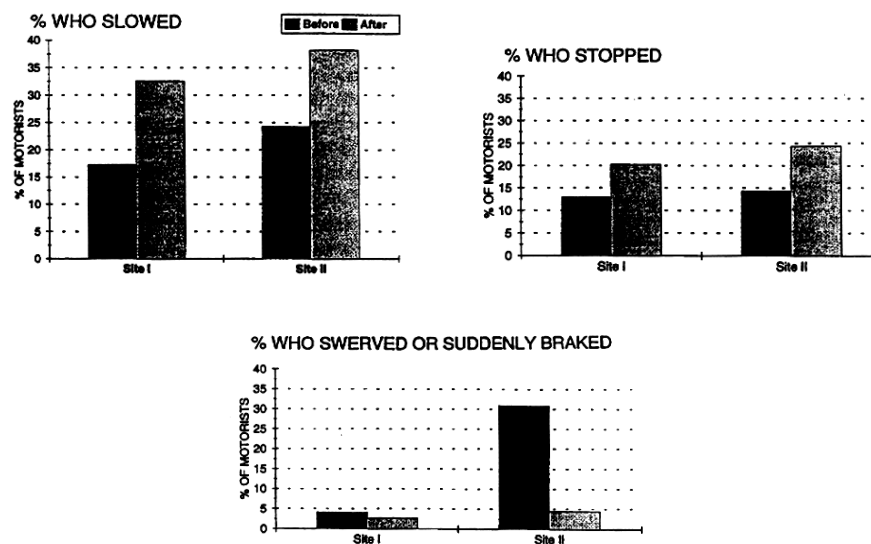 % WHO SLOWED
Before After
% OF MOTORISTS
40
35
30
25
20
15
10
5
0
Site I Site II
% WHO STOPPED
% OF MOTORISTS
40
35
30
25
20
15
10
5
0
Site I Site II
% WHO SWERVED OR SUDDENLY BRAKED
% OF MOTORISTS
40
35
30
25
20
15
10
5
0
Site I Site II